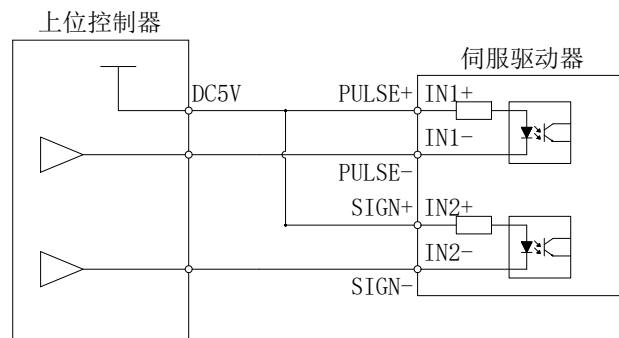 上位控制器
伺服驱动器
DC5V
PULSE+
IN1+
IN1-
PULSE-
SIGN+
IN2+
IN2-
SIGN-